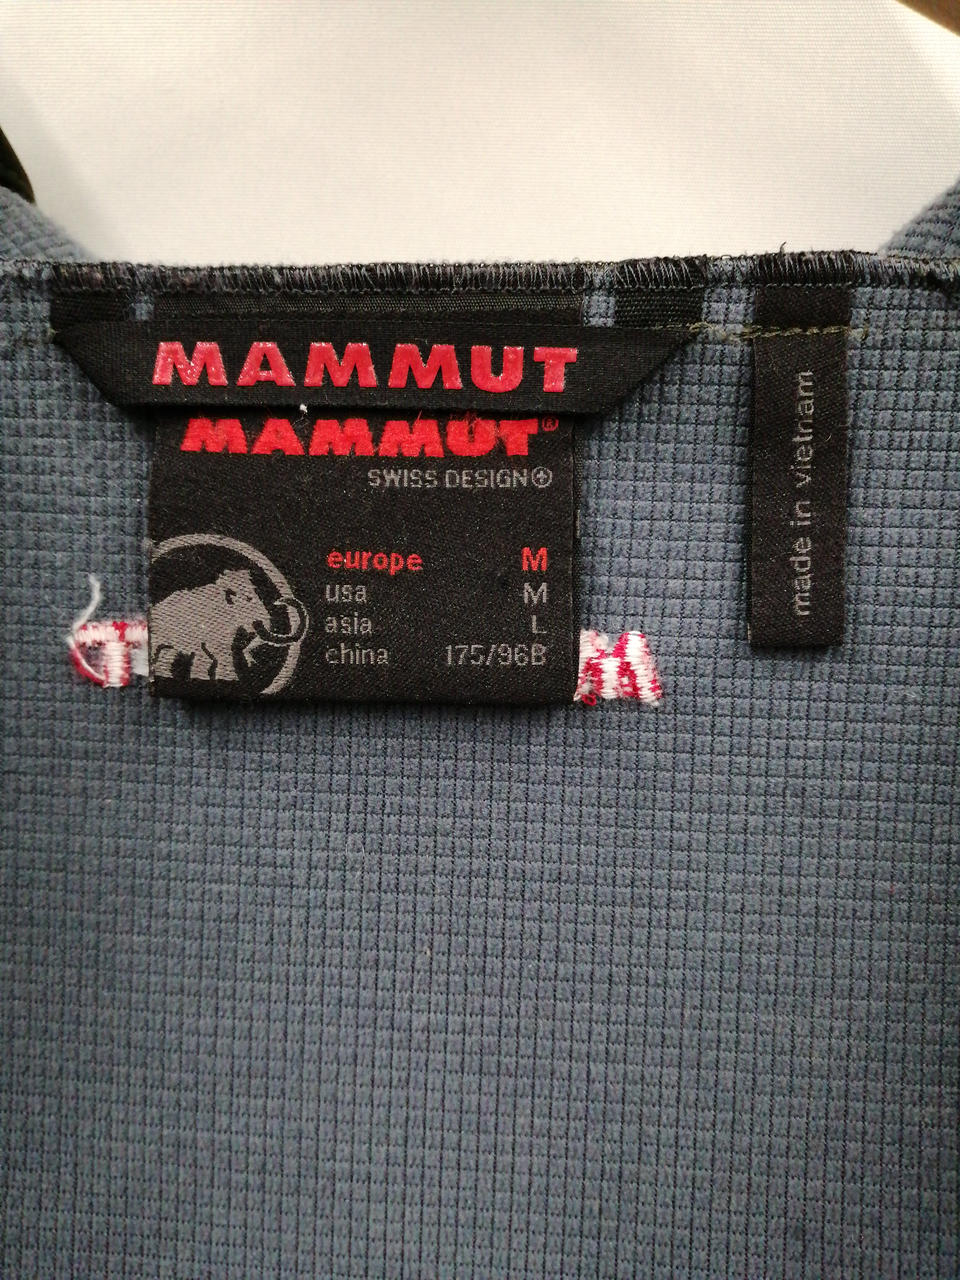 MAMMUT
MAMMUT®
SWISS DESIGN
europe M
usa M
asia L
china 175/96B
made in vietnam